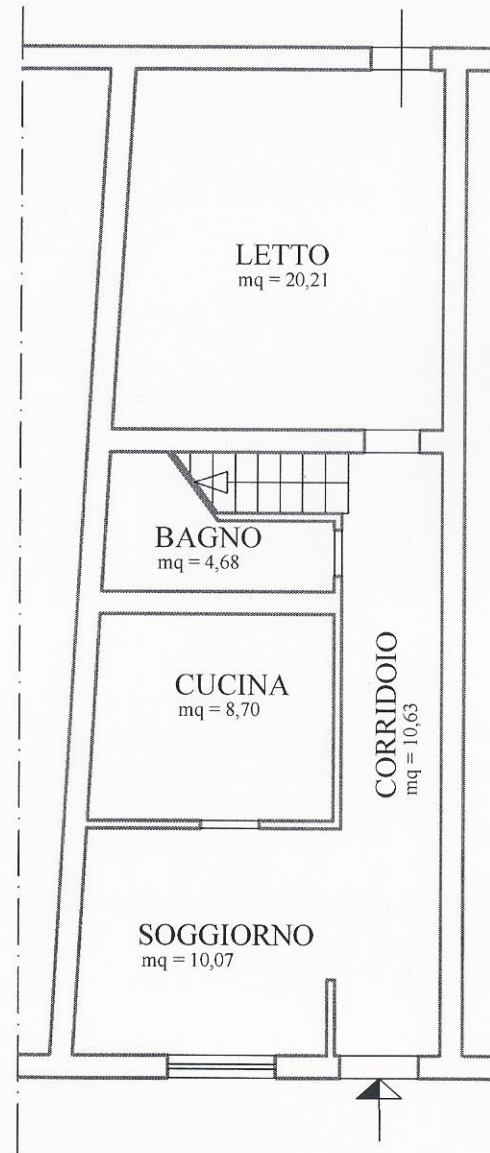 LETTO
mq = 20,21
BAGNO
mq = 4,68
CUCINA
mq = 8,70
CORRIDOIO
mq = 10,63
SOGGIORNO
mq = 10,07